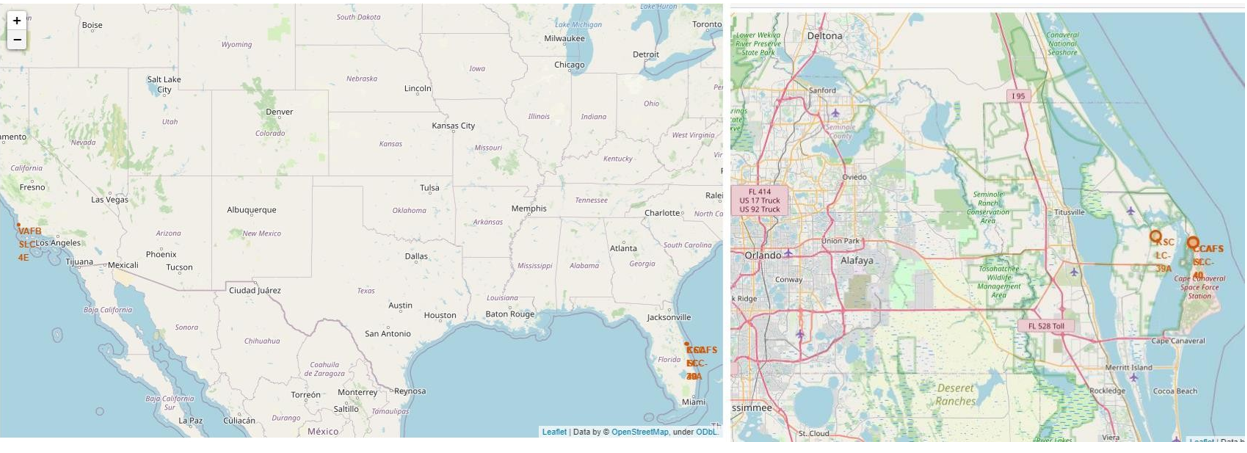 +
−
Boise
South Dakota
Lake Michigan
Lake Huron
Toronto
Wyoming
Milwaukee
Detroit
Chicago
Iowa
Nebraska
Salt Lake
City
Lincoln
Ohio
Illinois
Indiana
Denver
Utah
Colorado
Nevada
Kansas City
Kansas
Missouri
West Virginia
Kentucky
California
Fresno
Las Vegas
Tulsa
Albuquerque
Oklahoma
Memphis
Tennessee
Charlotte
Arkansas
Arizona
New Mexico
VAFB
SLC-
4E
Los Angeles
Phoenix
Tijuana
Mexicali
Tucson
Dallas
Atlanta
South Carolina
Mississippi
Alabama
Georgia
Ciudad Juárez
Texas
Louisiana
Austin
Houston
Baton Rouge
Jacksonville
San Antonio
Baja California
Sonora
Chihuahua
Coahuila
de Zaragoza
Florida
CCAFS
Torreón
Monterrey
Reynosa
Miami
Baja California
Sur
Durango
Saltillo
Tamaulipas
La Paz
Culiacán
México
Leaflet | Data by © OpenStreetMap, under ODbL.
Lower Wekiva
River Preserve
State Park
Deltona
Canaveral
National
Seashore
Sanford
I 95
Seminole
County
Oviedo
FL 414
US 17 Truck
US 92 Truck
Seminole
Ranch
Conservation
Area
Titusville
Union Park
KSC
LC-
39A
CCAFS
40
Orlando
Alafaya
Conway
Tosohatchee
Wildlife
Management
Area
Cape Canaveral
Space Force
Station
FL 528 Toll
Cape Canaveral
Merritt Island
Deseret
Ranches
Rockledge
Cocoa Beach
St. Cloud
Viera